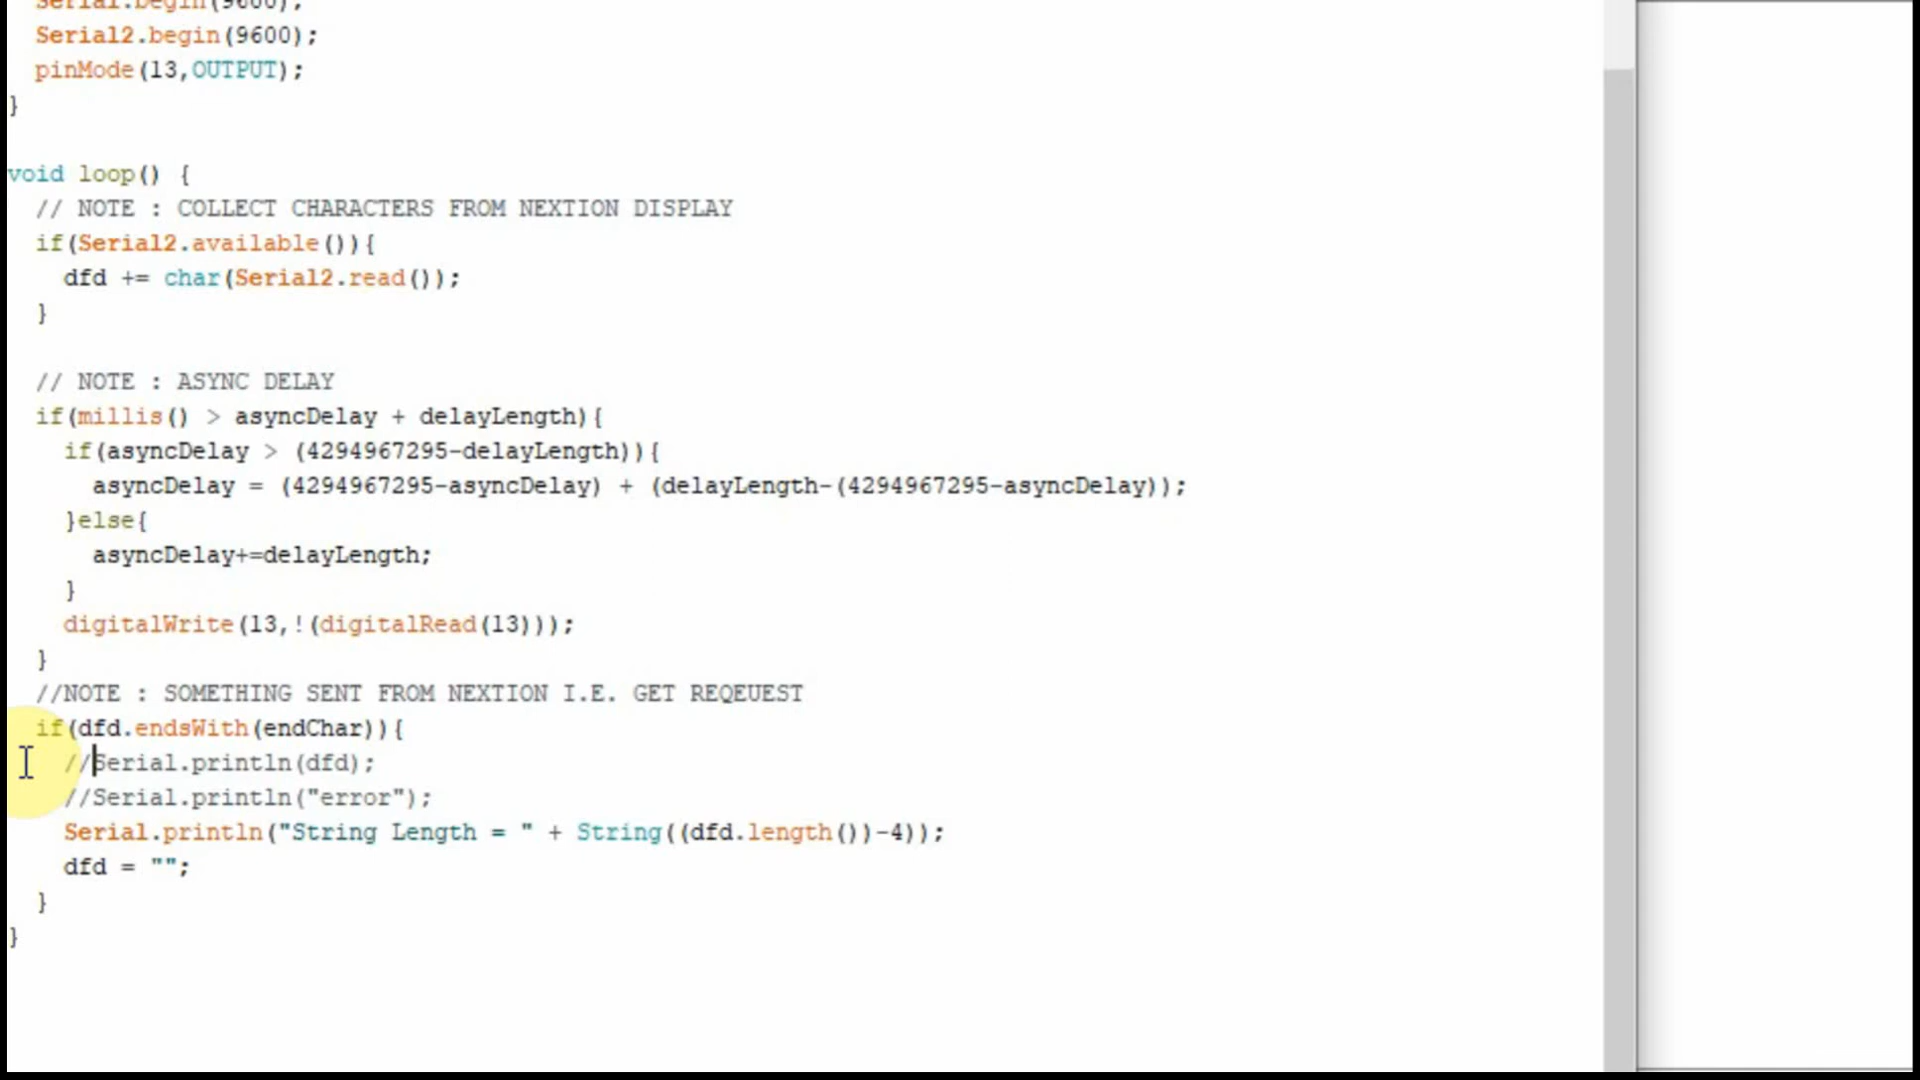 Serial.begin(9600);
Serial2.begin(9600);
pinMode(13,OUTPUT);
}
void loop() {
// NOTE : COLLECT CHARACTERS FROM NEXTION DISPLAY
if(Serial2.available()){
dfd += char(Serial2.read());
}
// NOTE : ASYNC DELAY
if(millis() > asyncDelay + delayLength){
if(asyncDelay > (4294967295-delayLength)){
asyncDelay = (4294967295-asyncDelay) + (delayLength-(4294967295-asyncDelay));
}else{
asyncDelay+=delayLength;
}
digitalWrite(13,!(digitalRead(13)));
}
//NOTE : SOMETHING SENT FROM NEXTION I.E. GET REQEUEST
if(dfd.endsWith(endChar)){
//Serial.println(dfd);
//Serial.println("error");
Serial.println("String Length = " + String((dfd.length())-4));
dfd = "";
}
}